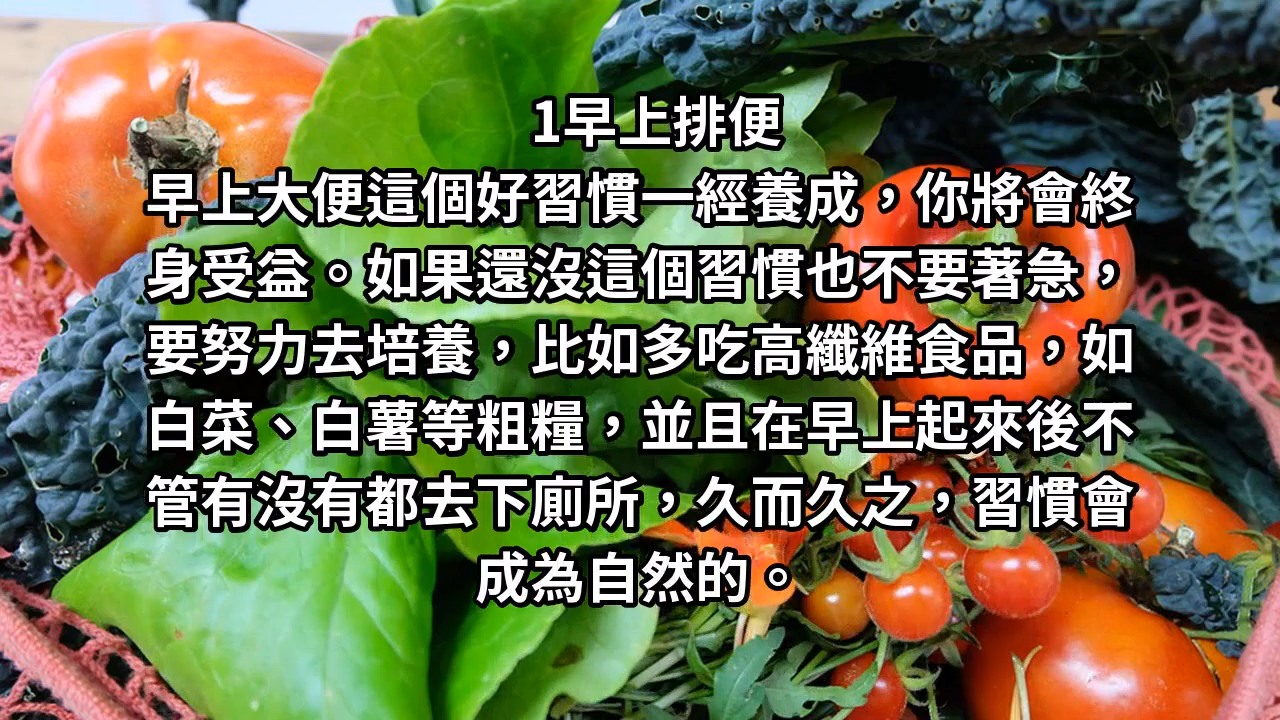 1早上排便
早上大便這個好習慣一經養成，你將會終
身受益。如果還沒這個習慣也不要著急，
要努力去培養，比如多吃高纖維食品，如
白菜、白薯等粗糧，並且在早上起來後不
管有沒有都去下廁所，久而久之，習慣會
成為自然的。